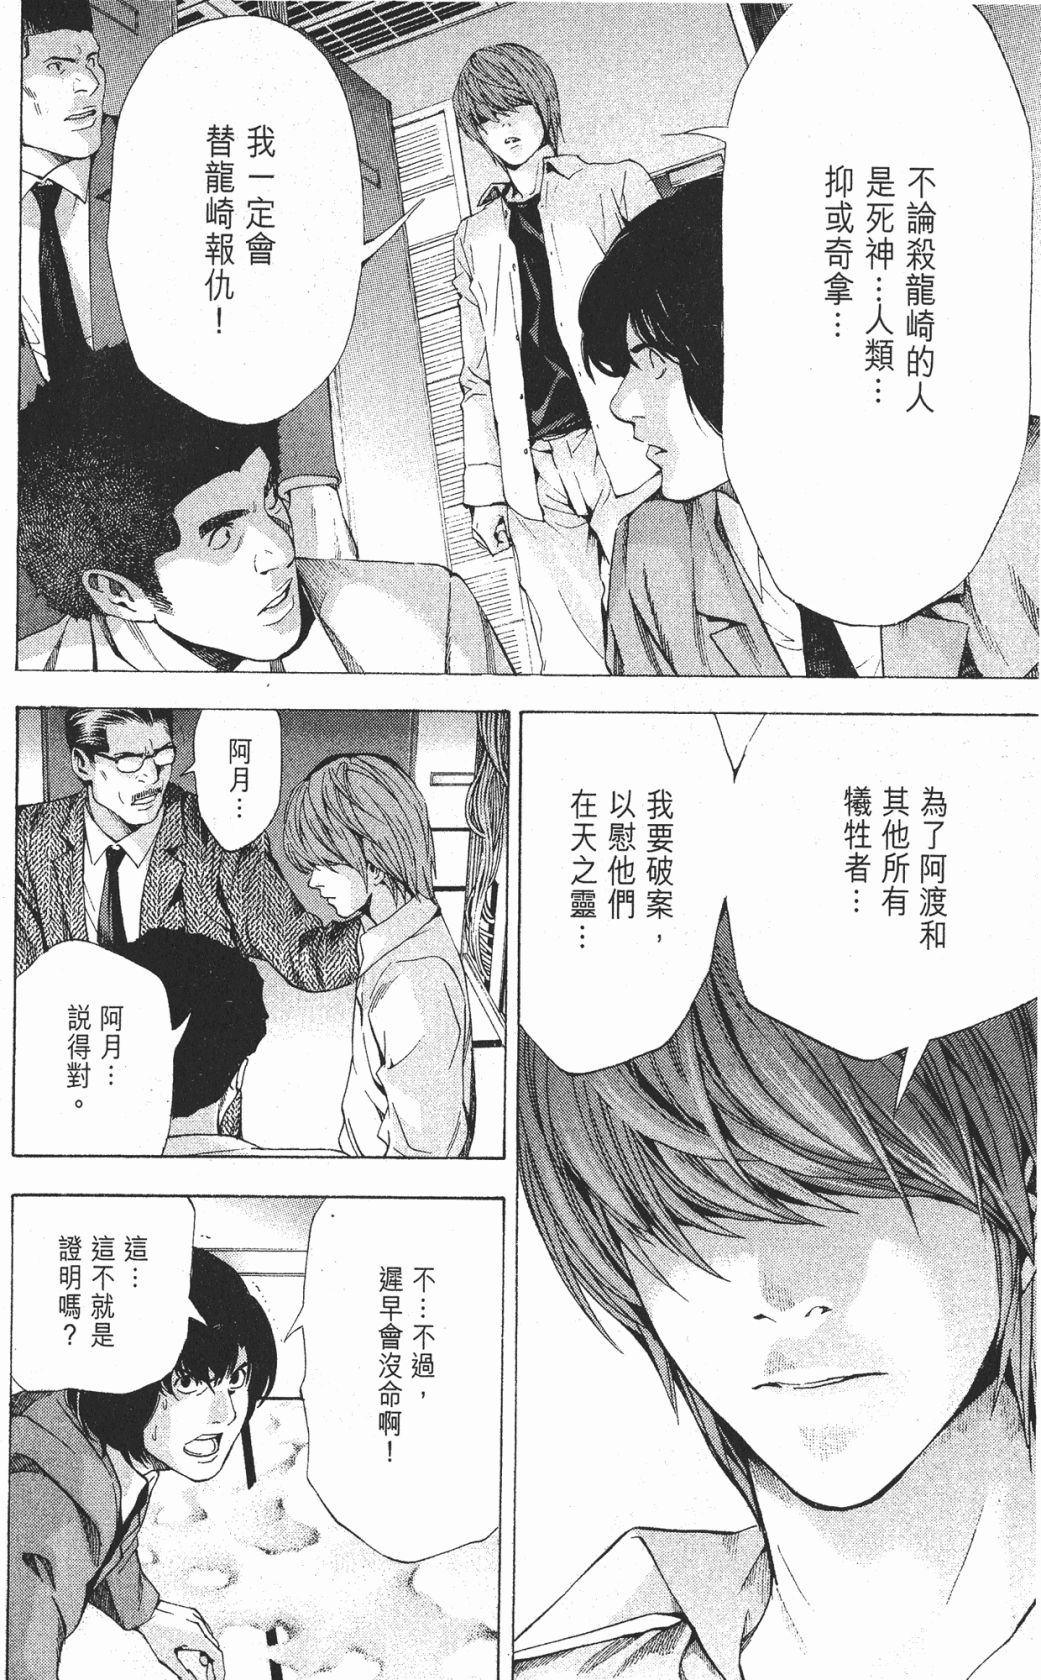 不論殺龍崎的人
是死神…人類…
抑或奇拿…
我一定會
替龍崎報仇！
為了阿渡和
其他所有
犧牲者…
我要破案，
以慰他們
在天之靈…
阿月…
阿月…
説得對。
不…不過，
遲早會沒命啊！
這…
這不就是
證明嗎？